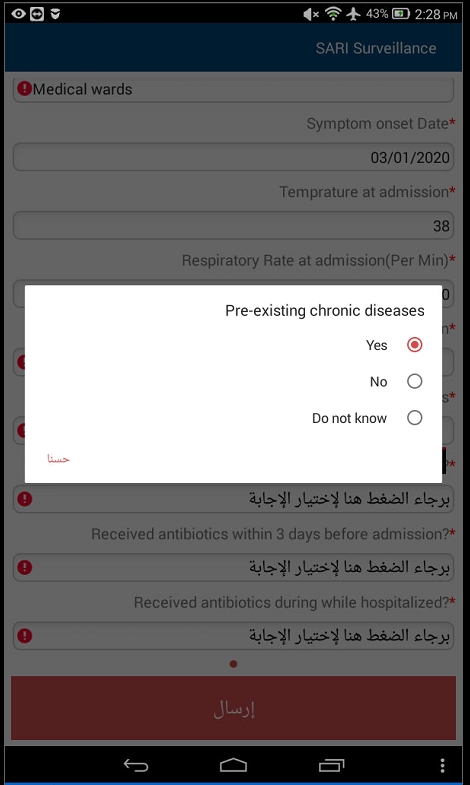 43% 2:28 PM
SARI Surveillance
Medical wards
Symptom onset Date*
03/01/2020
Temprature at admission*
38
Respiratory Rate at admission(Per Min)*
0
Pre-existing chronic diseases
Yes
No
Do not know
حسنا
?*
برجاء الضغط هنا لإختيار الإجابة
Received antibiotics within 3 days before admission?*
برجاء الضغط هنا لإختيار الإجابة
Received antibiotics during while hospitalized?*
برجاء الضغط هنا لإختيار الإجابة
إرسال